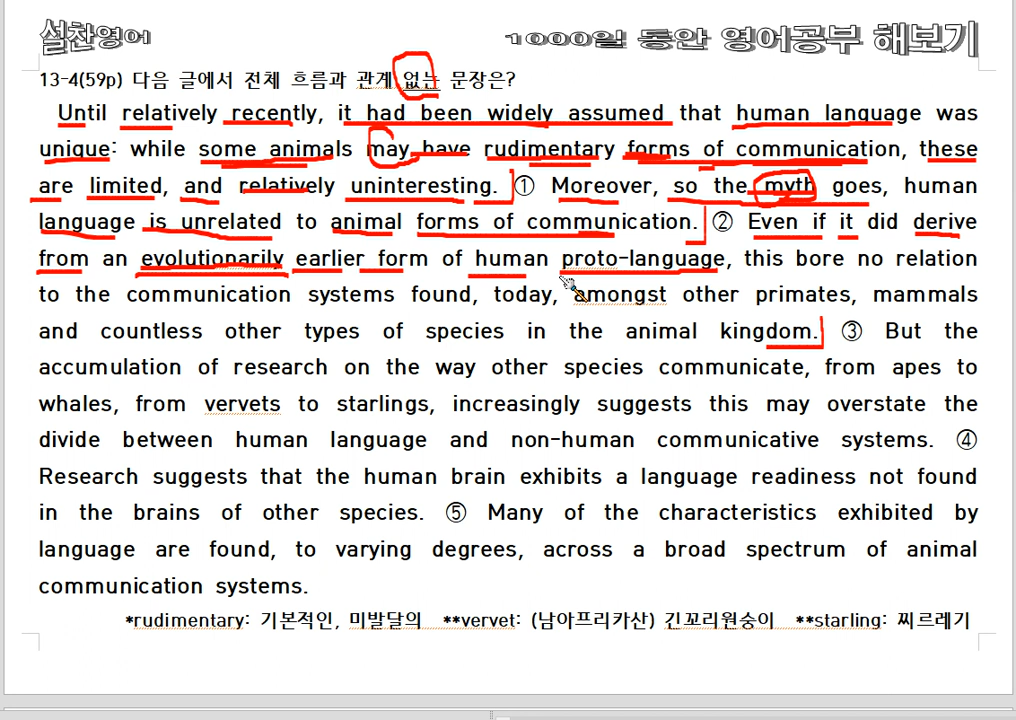 설찬영어 1000일 동안 영어공부 해보기
13-4(59p) 다음 글에서 전체 흐름과 관계 없는 문장은?
Until relatively recently, it had been widely assumed that human language was
unique: while some animals may have rudimentary forms of communication, these
are limited, and relatively uninteresting. ① Moreover, so the myth goes, human
language is unrelated to animal forms of communication. ② Even if it did derive
from an evolutionarily earlier form of human proto-language, this bore no relation
to the communication systems found, today, amongst other primates, mammals
and countless other types of species in the animal kingdom. ③ But the
accumulation of research on the way other species communicate, from apes to
whales, from vervets to starlings, increasingly suggests this may overstate the
divide between human language and non-human communicative systems. ④
Research suggests that the human brain exhibits a language readiness not found
in the brains of other species. ⑤ Many of the characteristics exhibited by
language are found, to varying degrees, across a broad spectrum of animal
communication systems.
*rudimentary: 기본적인, 미발달의 **vervet: (남아프리카산) 긴꼬리원숭이 **starling: 찌르레기